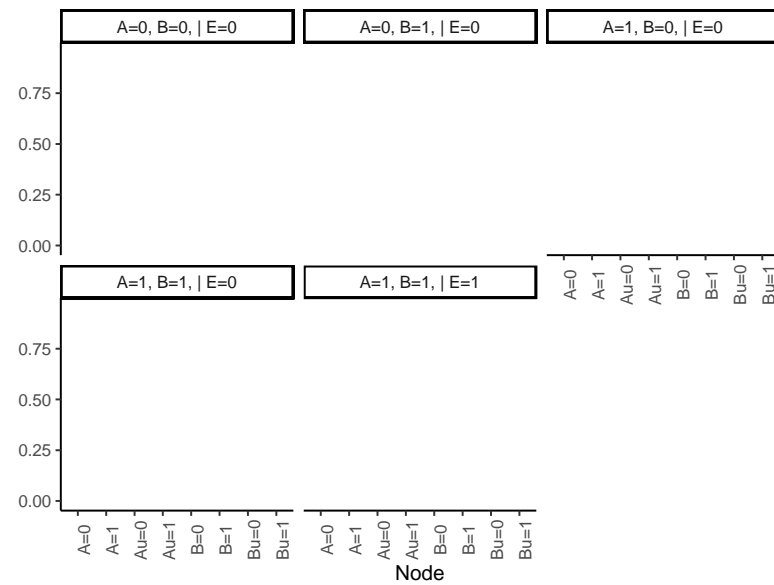 A=0, B=0, | E=0
A=0, B=1, | E=0
A=1, B=0, | E=0
0.75
0.50
0.25
0.00
A=0
A=1
Au=0
Au=1
B=0
B=1
Bu=0
Bu=1
A=1, B=1, | E=0
A=1, B=1, | E=1
0.75
0.50
0.25
0.00
A=0
A=1
Au=0
Au=1
B=0
B=1
Bu=0
Bu=1
A=0
A=1
Au=0
Au=1
B=0
B=1
Bu=0
Bu=1
Node